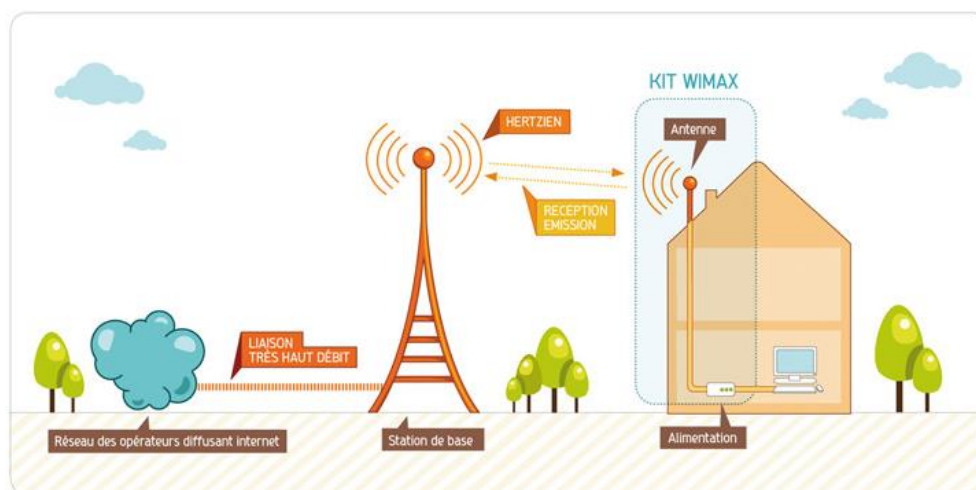 KIT WIMAX
HERTZIEN
Antenne
RECEPTION
EMISSION
LIAISON
TRÈS HAUT DÉBIT
Réseau des opérateurs diffusant internet
Station de base
Alimentation